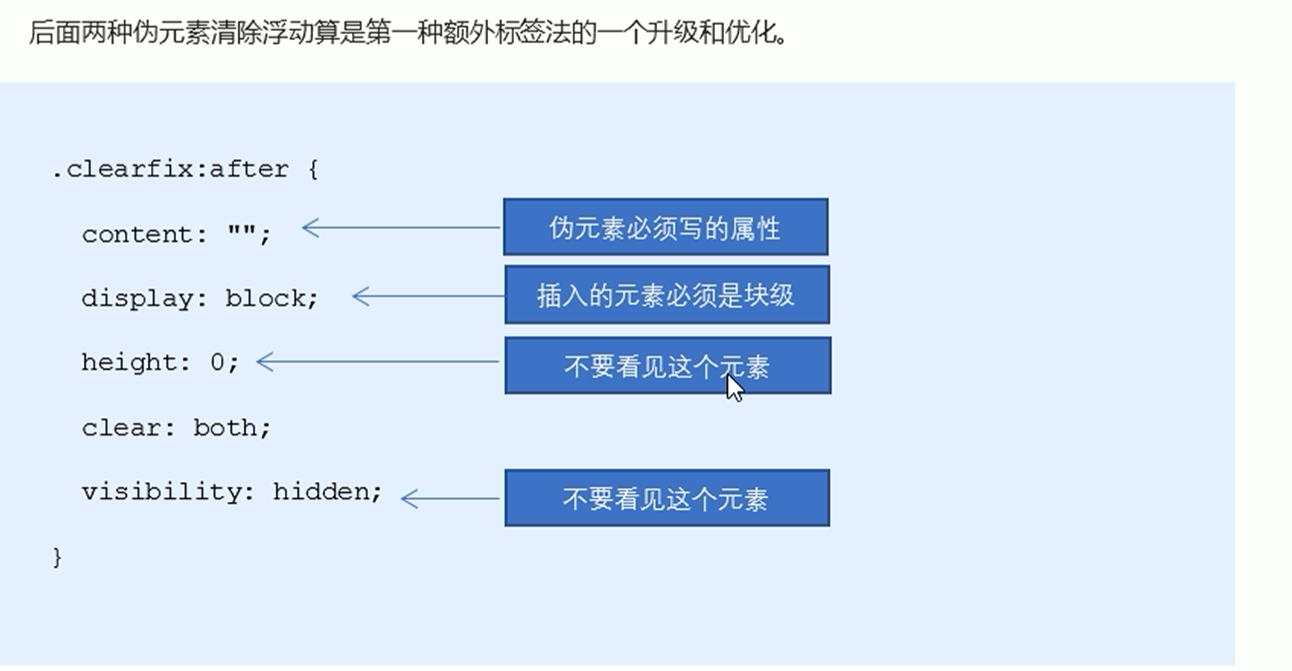 后面两种伪元素清除浮动算是第一种额外标签法的一个升级和优化。
.clearfix:after {
content: "";
伪元素必须写的属性
display: block;
插入的元素必须是块级
height: 0;
不要看见这个元素
clear: both;
visibility: hidden;
不要看见这个元素
}